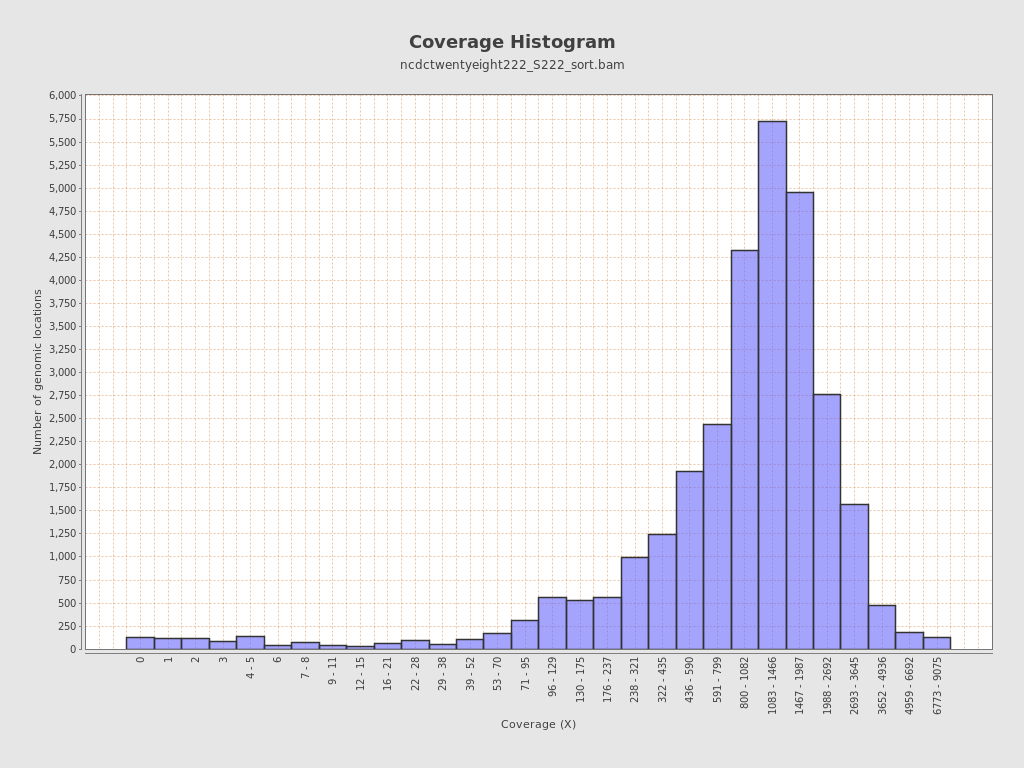 Coverage Histogram
ncdctwentyeight222_S222_sort.bam
6,000
5,750
5,500
5,250
5,000
4,750
4,500
4,250
4,000
3,750
3,500
3,250
3,000
2,750
2,500
2,250
2,000
1,750
1,500
1,250
1,000
750
500
250
0
Number of genomic locations
0
1
2
3
4 - 5
6
7 - 8
9 - 11
12 - 15
16 - 21
22 - 28
29 - 38
39 - 52
53 - 70
71 - 95
96 - 129
130 - 175
176 - 237
238 - 321
322 - 435
436 - 590
591 - 799
800 - 1082
1083 - 1466
1467 - 1987
1988 - 2692
2693 - 3645
3652 - 4936
4959 - 6692
6773 - 9075
Coverage (X)